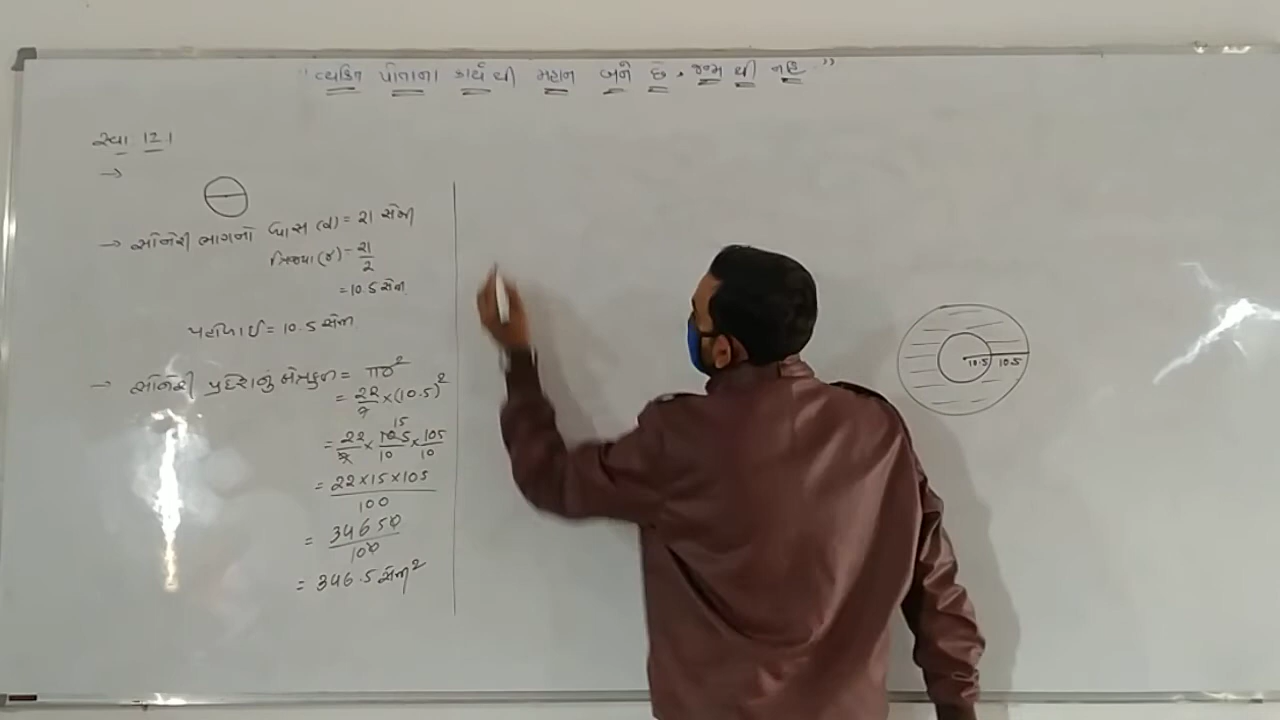 "વ્યકિત પોતાના કાર્ય થી મહાન બને છે, જન્મ થી નહિ."
સ્વા. 12.1
→
→ સોનેરી ભાગનો વ્યાસ (d) = 21 સેમી
ત્રિજ્યા (r) = 21/2
= 10.5 સેમી
પહોળાઈ = 10.5 સેમી
→ સોનેરી પ્રદેશનું ક્ષેત્રફળ = πr²
= 22/7 × (10.5)²
15
= 22/7 × 105/10 × 105/10
= 22×15×105/100
= 34650/100
= 346.5 સેમી²
10.5 10.5